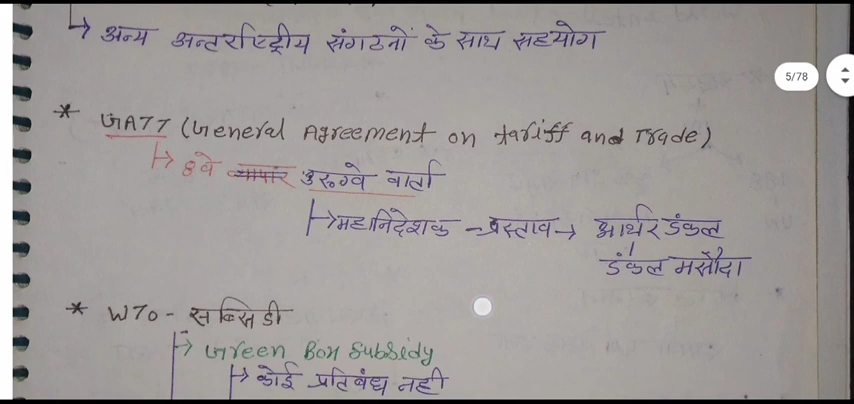 → अन्य अन्तर्राष्ट्रीय संगठनों के साथ सहयोग
5/78
* GATT (General Agreement on tariff and Trade)
→ 8वे व्यापार उरुग्वे वार्ता
→ महानिदेशक - प्रस्ताव → आर्थर डंकल
डंकल मसौदा
* WTO - सब्सिडी
→ Green Box Subsidy
→ कोई प्रतिबंध नही